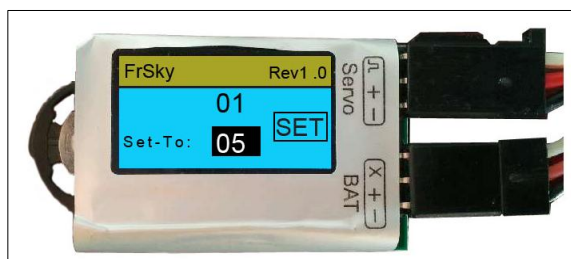 FrSky Rev1 .0
01
Set-To: 05
SET
Servo
+ -
BAT
X + -